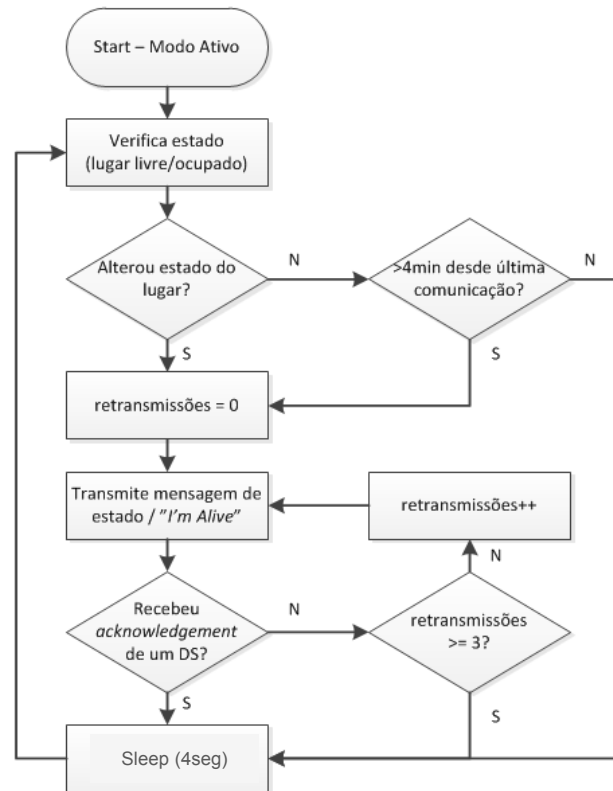 Start – Modo Ativo
Verifica estado
(lugar livre/ocupado)
Alterou estado do
lugar?
N
>4min desde última
comunicação?
N
S
S
retransmissões = 0
Transmite mensagem de
estado / "I'm Alive"
retransmissões++
N
Recebeu
acknowledgement
de um DS?
N
retransmissões
>= 3?
S
S
Sleep (4seg)